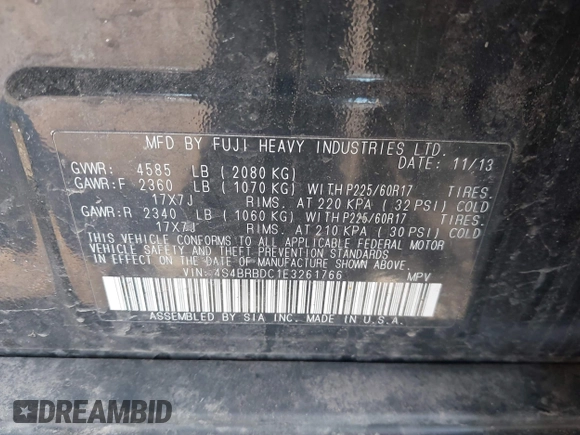 MFD BY FUJI HEAVY INDUSTRIES LTD.
DATE: 11/13
GVWR: 4585 LB (2080 KG)
GAWR:F 2360 LB (1070 KG) WITH P225/60R17 TIRES.
17X7J RIMS. AT 220 KPA (32 PSI) COLD
GAWR:R 2340 LB (1060 KG) WITH P225/60R17 TIRES.
17X7J RIMS. AT 210 KPA (30 PSI) COLD
THIS VEHICLE CONFORMS TO ALL APPLICABLE FEDERAL MOTOR
VEHICLE SAFETY BUMPER, AND THEFT PREVENTION STANDARDS
IN EFFECT ON THE DATE OF MANUFACTURE SHOWN ABOVE.
VIN: 4S4BRBDC1E3261766 MPV
ASSEMBLED BY SIA INC. MADE IN U.S.A.
DREAMBID